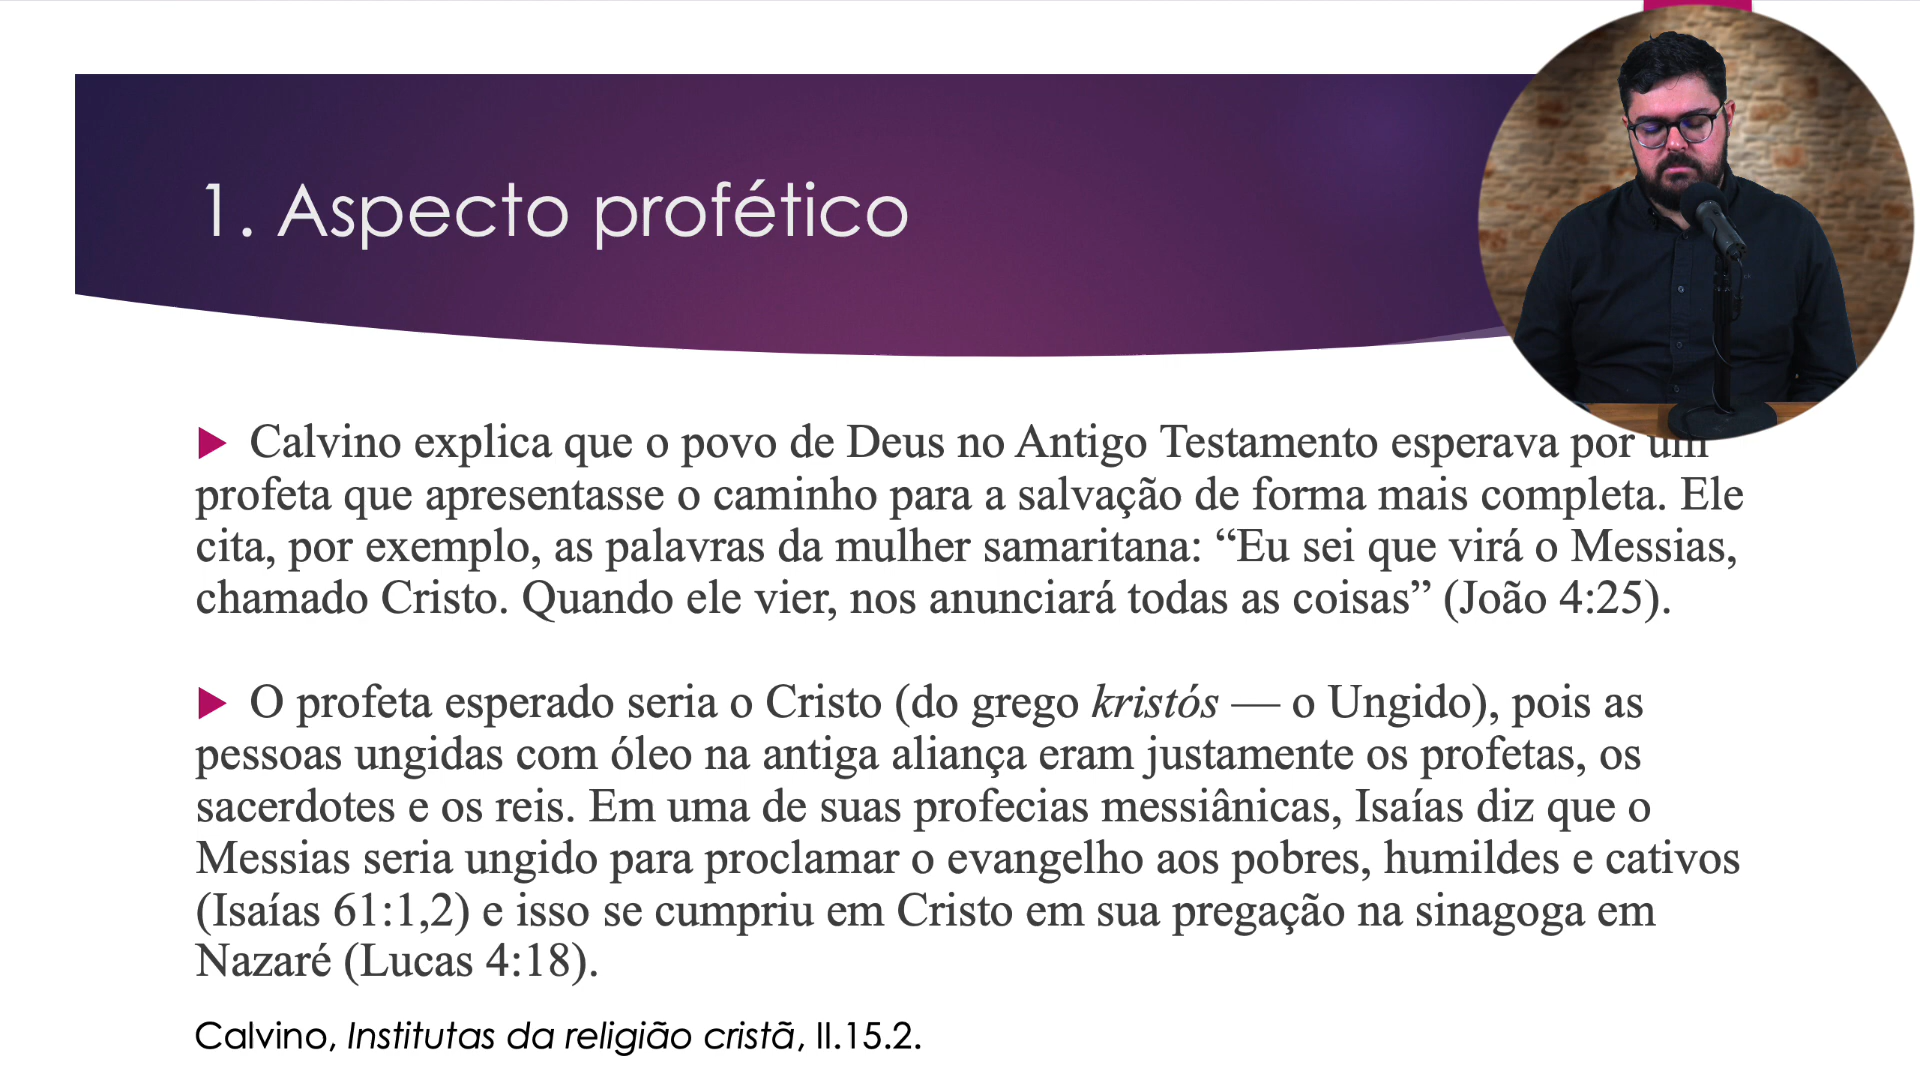 1. Aspecto profético
Calvino explica que o povo de Deus no Antigo Testamento esperava por um
profeta que apresentasse o caminho para a salvação de forma mais completa. Ele
cita, por exemplo, as palavras da mulher samaritana: “Eu sei que virá o Messias,
chamado Cristo. Quando ele vier, nos anunciará todas as coisas” (João 4:25).
O profeta esperado seria o Cristo (do grego kristós — o Ungido), pois as
pessoas ungidas com óleo na antiga aliança eram justamente os profetas, os
sacerdotes e os reis. Em uma de suas profecias messiânicas, Isaías diz que o
Messias seria ungido para proclamar o evangelho aos pobres, humildes e cativos
(Isaías 61:1,2) e isso se cumpriu em Cristo em sua pregação na sinagoga em
Nazaré (Lucas 4:18).
Calvino, Institutas da religião cristã, II.15.2.